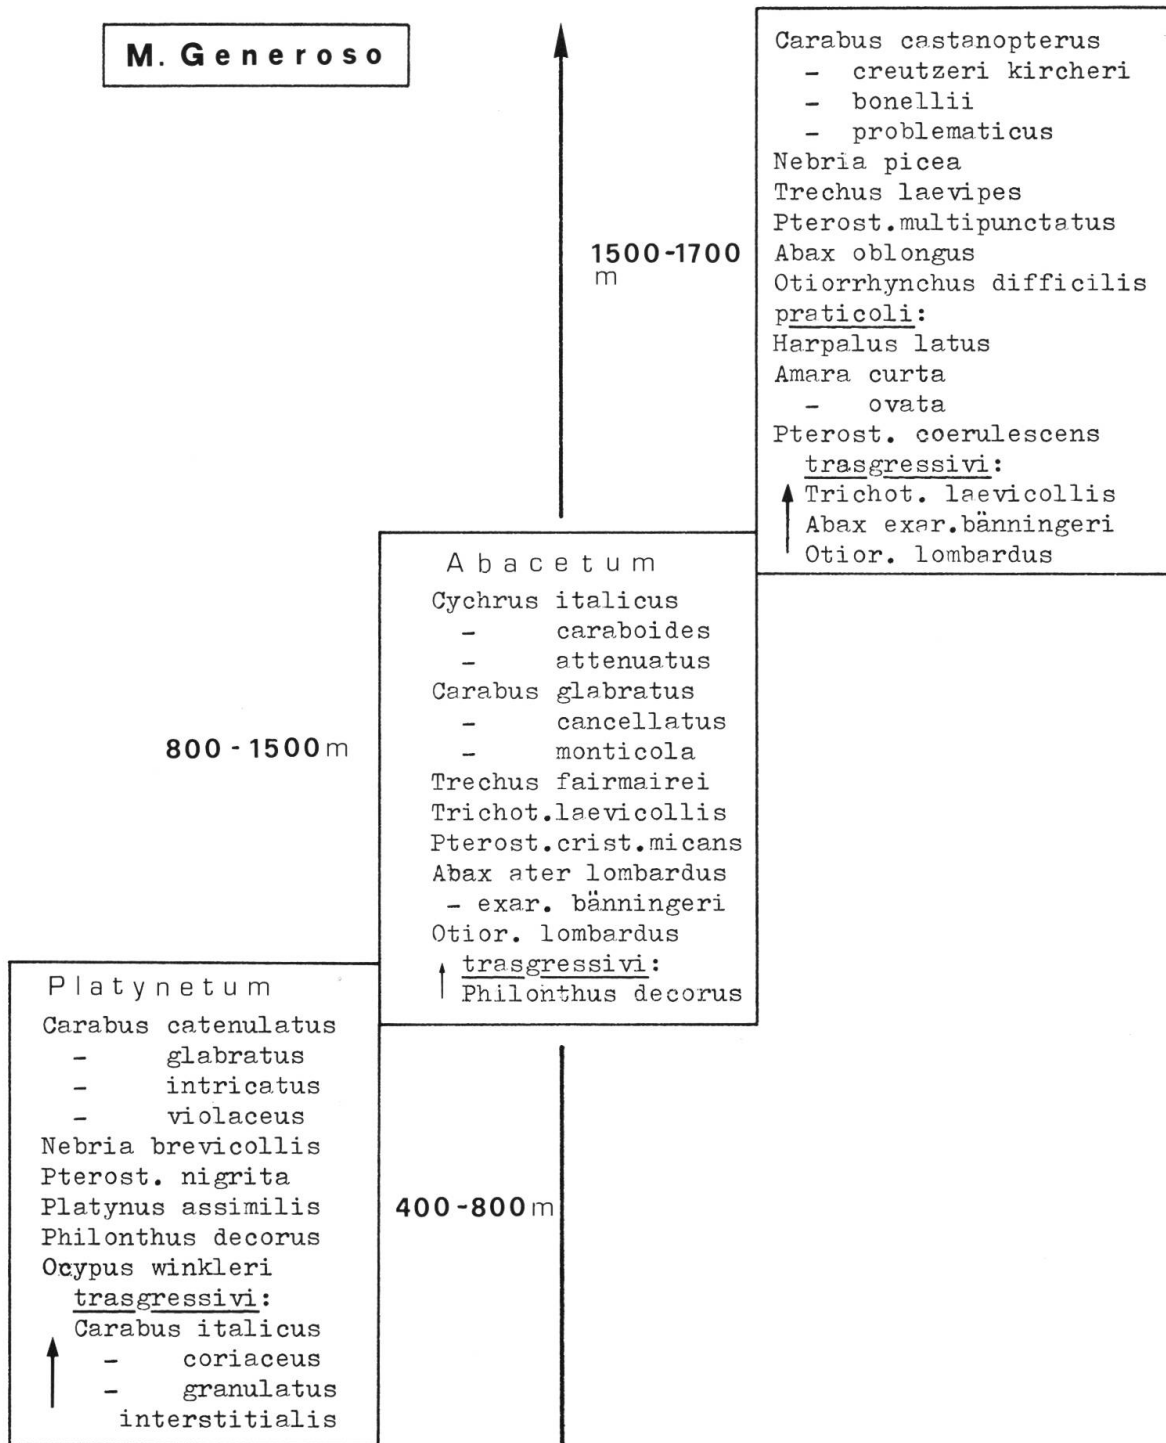 M. Generoso
Carabus castanopterus
- creutzeri kircheri
- bonellii
- problematicus
Nebria picea
Trechus laevipes
Pterost.multipunctatus
Abax oblongus
Otiorrhynchus difficilis
praticoli:
Harpalus latus
Amara curta
- ovata
Pterost. coerulescens
trasgressivi:
Trichot. laevicollis
Abax exar.bänningeri
Otior. lombardus
1500-1700
m
Abacetum
Cychrus italicus
- caraboides
- attenuatus
Carabus glabratus
- cancellatus
- monticola
Trechus fairmairei
Trichot.laevicollis
Pterost.crist.micans
Abax ater lombardus
- exar. bänningeri
Otior. lombardus
trasgressivi:
Philonthus decorus
800 - 1500 m
Platynetum
Carabus catenulatus
- glabratus
- intricatus
- violaceus
Nebria brevicollis
Pterost. nigrita
Platynus assimilis
Philonthus decorus
Ocypus winkleri
trasgressivi:
Carabus italicus
- coriaceus
- granulatus
interstitialis
400-800 m